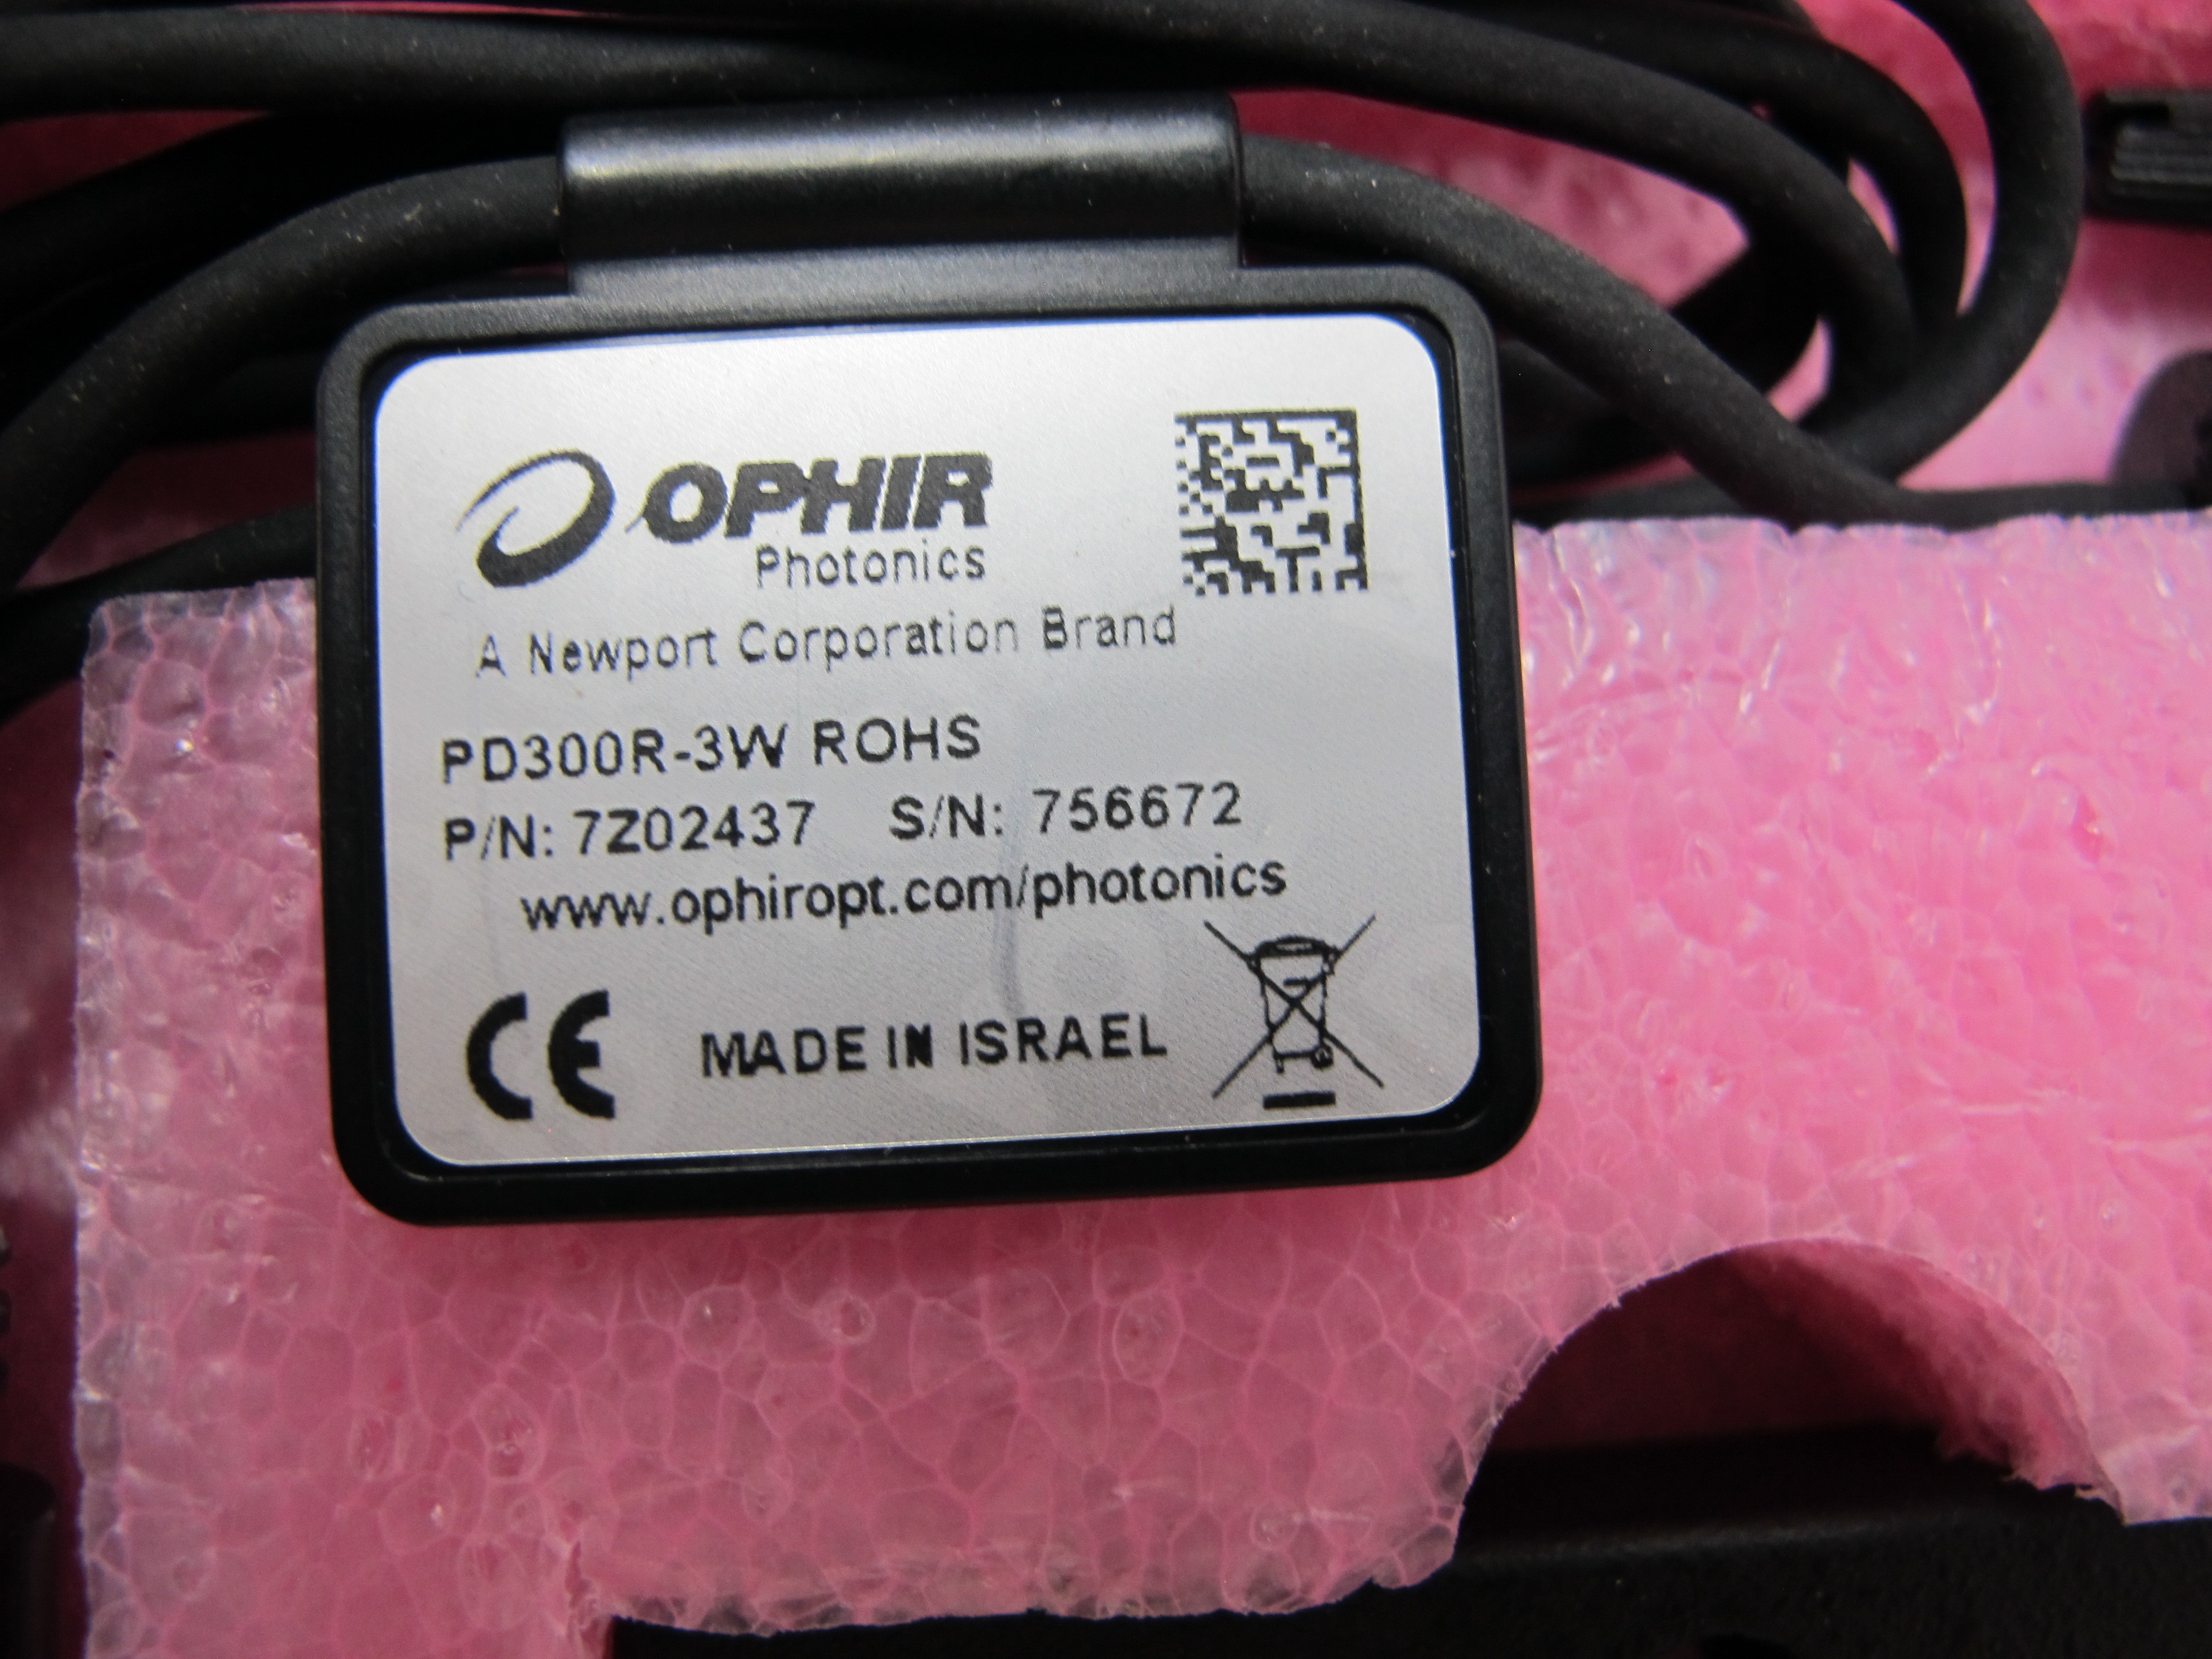 OPHIR
Photonics
A Newport Corporation Brand
PD300R-3W ROHS
P/N: 7Z02437 S/N: 756672
www.ophiropt.com/photonics
CE MADE IN ISRAEL